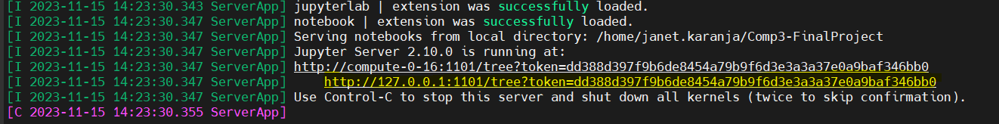 [I 2023-11-15 14:23:30.343 ServerApp] jupyterlab | extension was successfully loaded.
[I 2023-11-15 14:23:30.347 ServerApp] notebook | extension was successfully loaded.
[I 2023-11-15 14:23:30.347 ServerApp] Serving notebooks from local directory: /home/janet.karanja/Comp3-FinalProject
[I 2023-11-15 14:23:30.347 ServerApp] Jupyter Server 2.10.0 is running at:
[I 2023-11-15 14:23:30.347 ServerApp] http://compute-0-16:1101/tree?token=dd388d397f9b6de8454a79b9f6d3e3a3a37e0a9baf346bb0
[I 2023-11-15 14:23:30.347 ServerApp]     http://127.0.0.1:1101/tree?token=dd388d397f9b6de8454a79b9f6d3e3a3a37e0a9baf346bb0
[I 2023-11-15 14:23:30.347 ServerApp] Use Control-C to stop this server and shut down all kernels (twice to skip confirmation).
[C 2023-11-15 14:23:30.355 ServerApp]